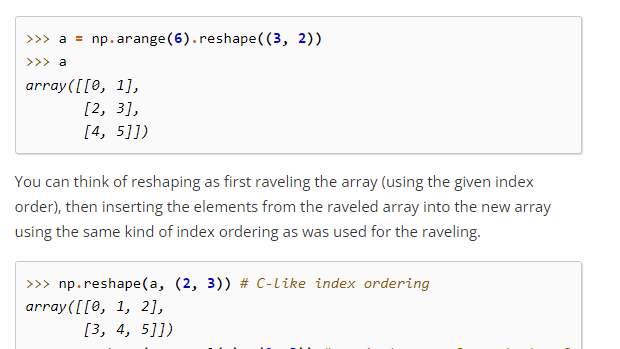 >>> a = np.arange(6).reshape((3, 2))
>>> a
array([[0, 1],
       [2, 3],
       [4, 5]])
You can think of reshaping as first raveling the array (using the given index
order), then inserting the elements from the raveled array into the new array
using the same kind of index ordering as was used for the raveling.
>>> np.reshape(a, (2, 3)) # C-like index ordering
array([[0, 1, 2],
       [3, 4, 5]])